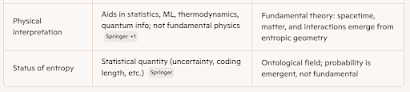 Physical
interpretation
Aids in statistics, ML, thermodynamics,
quantum info; not fundamental physics
Springer +1
Fundamental theory: spacetime,
matter, and interactions emerge from
entropic geometry
Status of entropy
Statistical quantity (uncertainty, coding
length, etc.) Springer
Ontological field; probability is
emergent, not fundamental